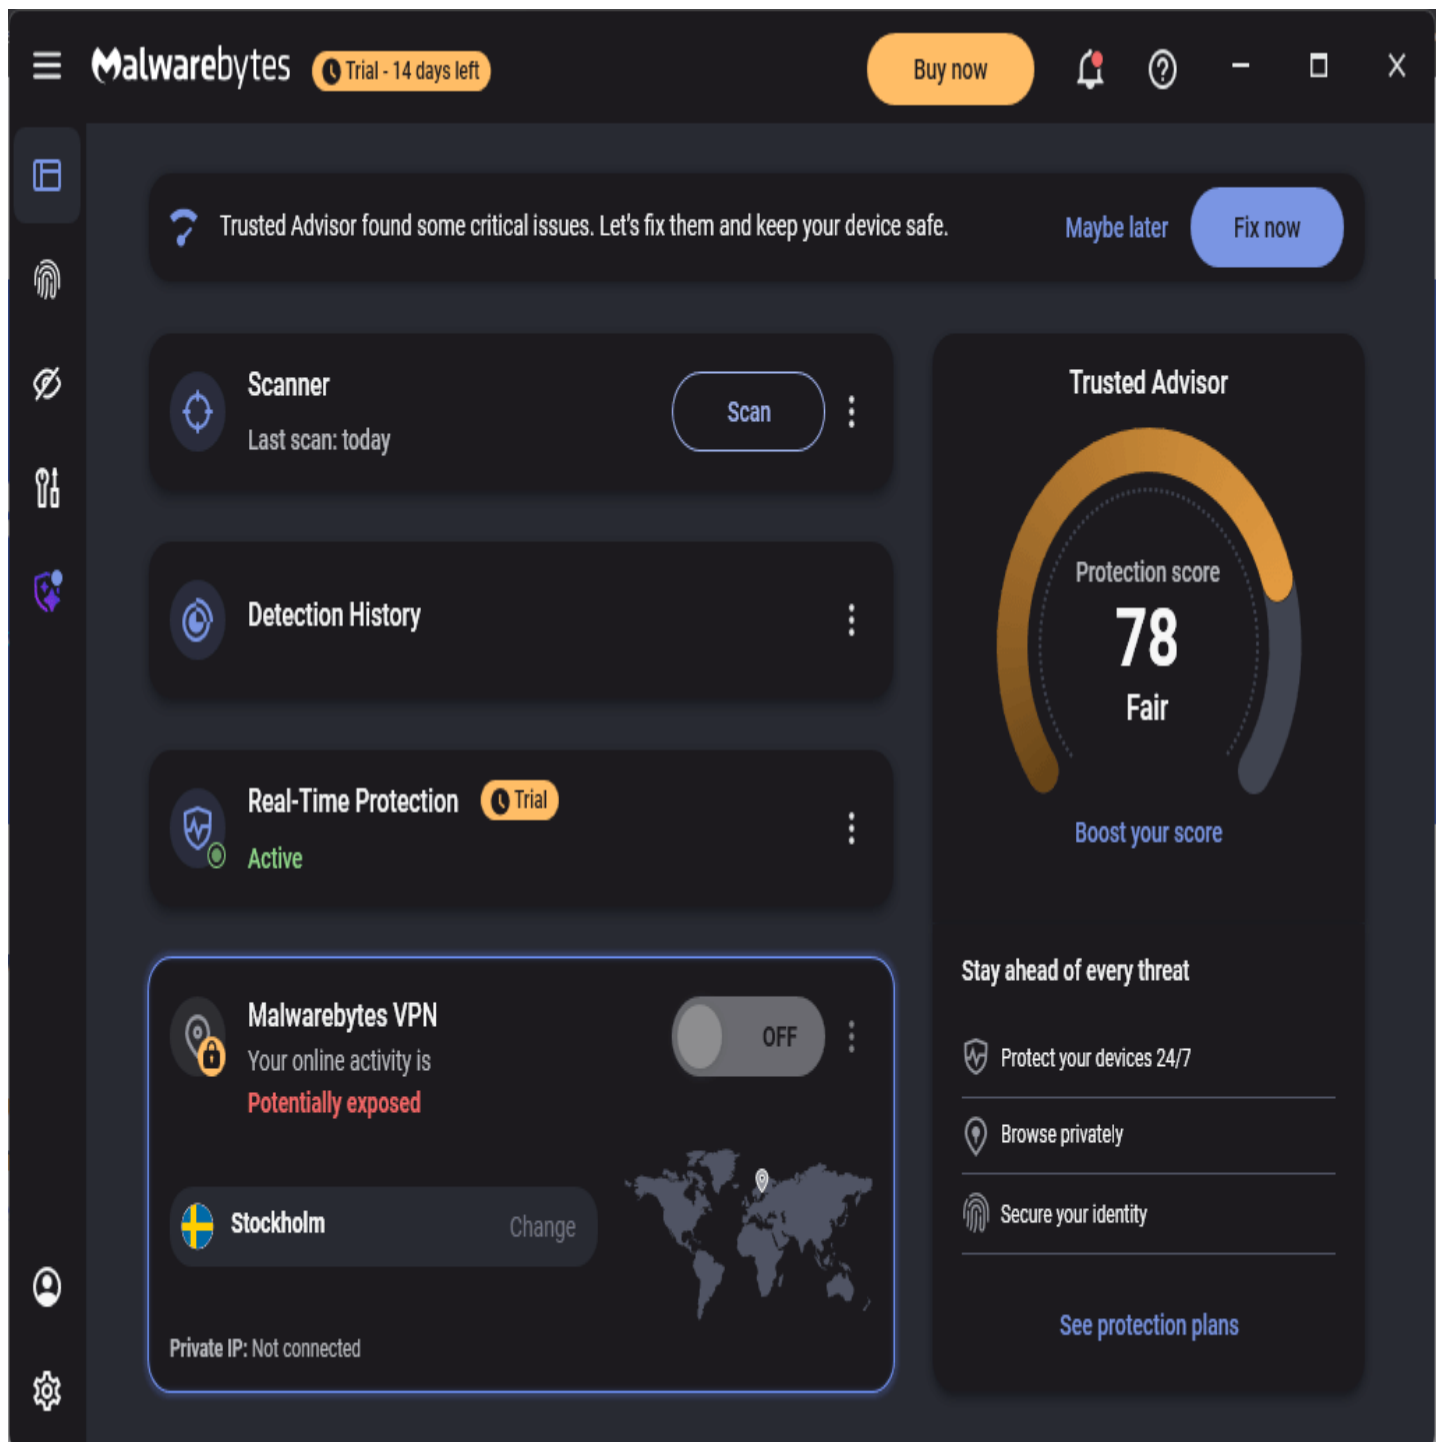 Malwarebytes
Trial - 14 days left
Buy now
Trusted Advisor found some critical issues. Let's fix them and keep your device safe.
Maybe later
Fix now
Scanner
Last scan: today
Scan
Detection History
Real-Time Protection
Trial
Active
Malwarebytes VPN
Your online activity is
Potentially exposed
OFF
Stockholm
Change
Private IP: Not connected
Trusted Advisor
Protection score
78
Fair
Boost your score
Stay ahead of every threat
Protect your devices 24/7
Browse privately
Secure your identity
See protection plans